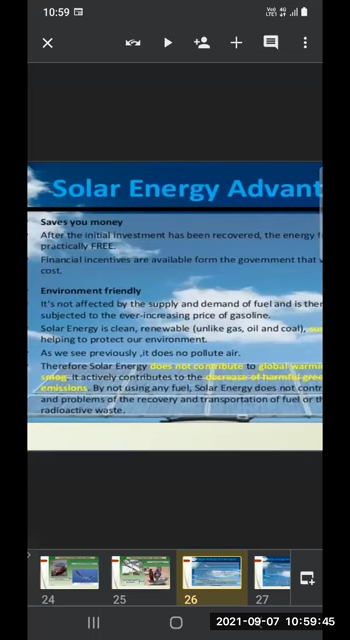 10:59
VoJ 4G
LTE1
Solar Energy Advant
Saves you money
After the initial investment has been recovered, the energy f
practically FREE.
Financial incentives are available form the government that
cost.
Environment friendly
It's not affected by the supply and demand of fuel and is ther
subjected to the ever-increasing price of gasoline.
Solar Energy is clean, renewable (unlike gas, oil and coal), su
helping to protect our environment.
As we see previously ,it does no pollute air.
Therefore Solar Energy does not contribute to global warmi
smog. It actively contributes to the decrease of harmful gree
emissions. By not using any fuel, Solar Energy does not contr
and problems of the recovery and transportation of fuel or th
radioactive waste.
24 25 26 27
2021-09-07 10:59:45